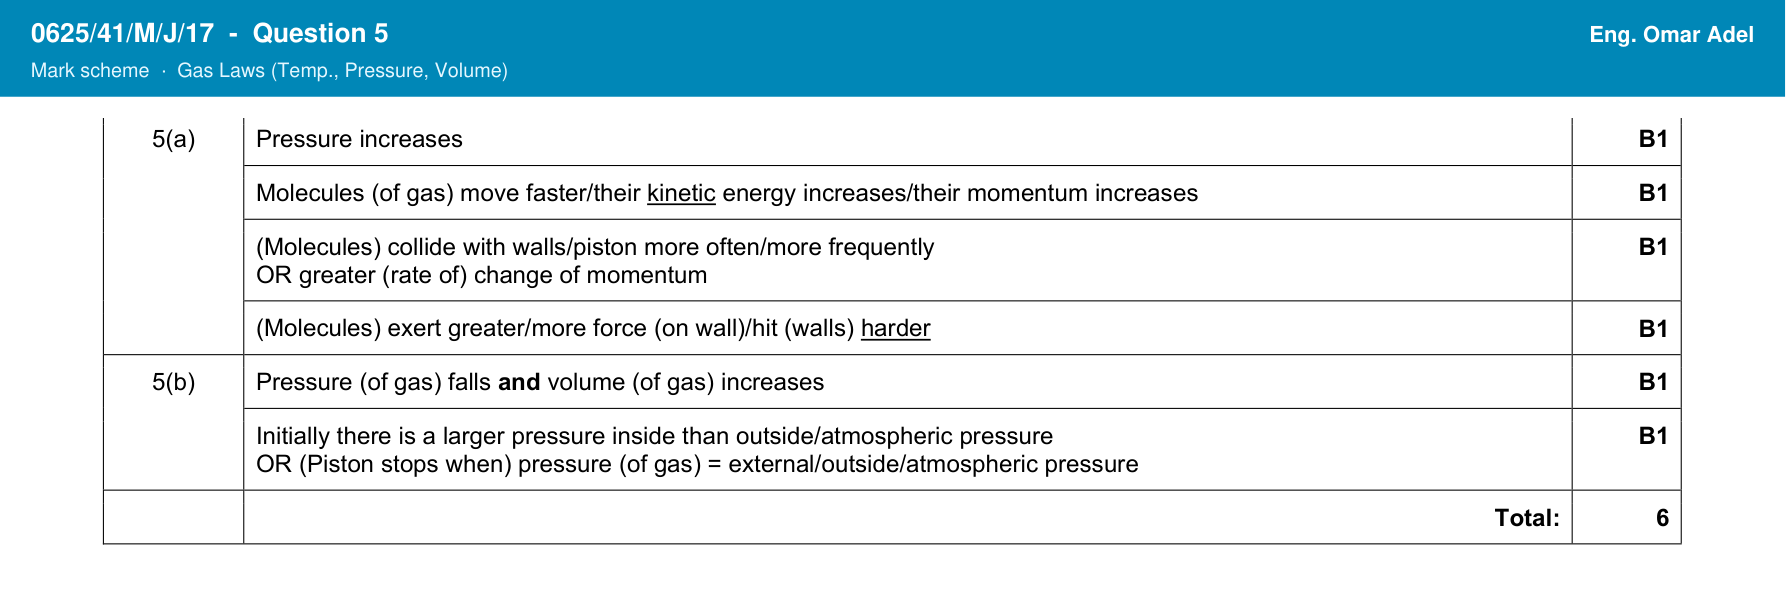 0625/41/M/J/17 - Question 5
Eng. Omar Adel
Mark scheme · Gas Laws (Temp., Pressure, Volume)
5(a) Pressure increases B1
Molecules (of gas) move faster/their kinetic energy increases/their momentum increases B1
(Molecules) collide with walls/piston more often/more frequently B1
OR greater (rate of) change of momentum
(Molecules) exert greater/more force (on wall)/hit (walls) harder B1
5(b) Pressure (of gas) falls and volume (of gas) increases B1
Initially there is a larger pressure inside than outside/atmospheric pressure B1
OR (Piston stops when) pressure (of gas) = external/outside/atmospheric pressure
Total: 6